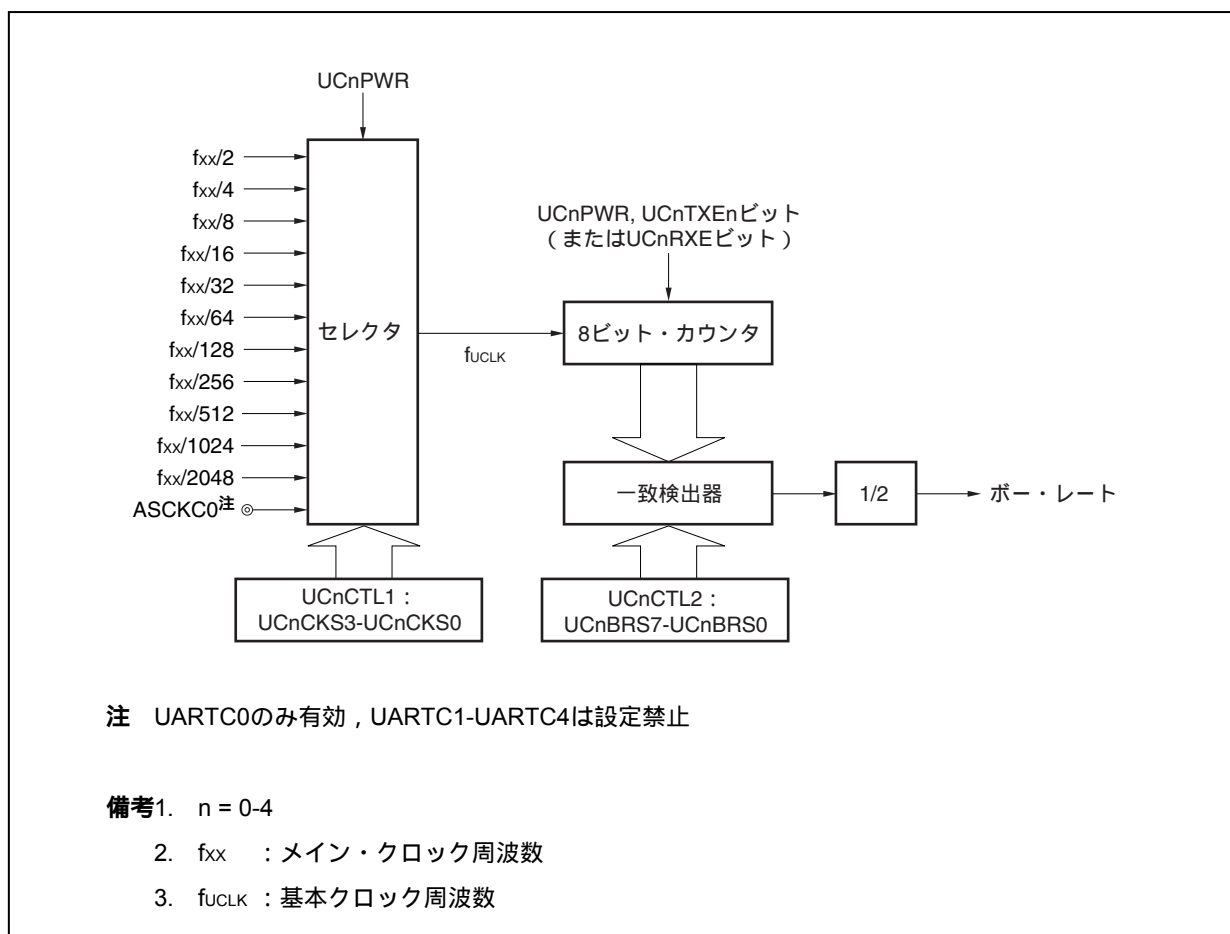 UCnPWR
fxx/2
fxx/4
fxx/8
fxx/16
fxx/32
fxx/64
fxx/128
fxx/256
fxx/512
fxx/1024
fxx/2048
ASCKC0注
セレクタ
fUCLK
UCnPWR, UCnTXEnビット
（またはUCnRXEビット）
8ビット・カウンタ
一致検出器
1/2
ボー・レート
UCnCTL1：
UCnCKS3-UCnCKS0
UCnCTL2：
UCnBRS7-UCnBRS0
注 UARTC0のみ有効，UARTC1-UARTC4は設定禁止
備考1. n = 0-4
2. fxx ：メイン・クロック周波数
3. fUCLK ：基本クロック周波数